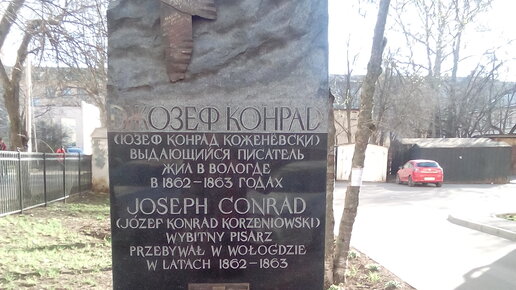 ДЖОЗЕФ КОНРАД
(ЮЗЕФ КОНРАД КОЖЕНЁВСКИ)
ВЫДАЮЩИЙСЯ ПИСАТЕЛЬ
ЖИЛ В ВОЛОГДЕ
В 1862-1863 ГОДАХ
JOSEPH CONRAD
(JÓZEF KONRAD KORZENIOWSKI)
WYBITNY PISARZ
PRZEBYWAŁ W WOŁOGDZIE
W LATACH 1862-1863